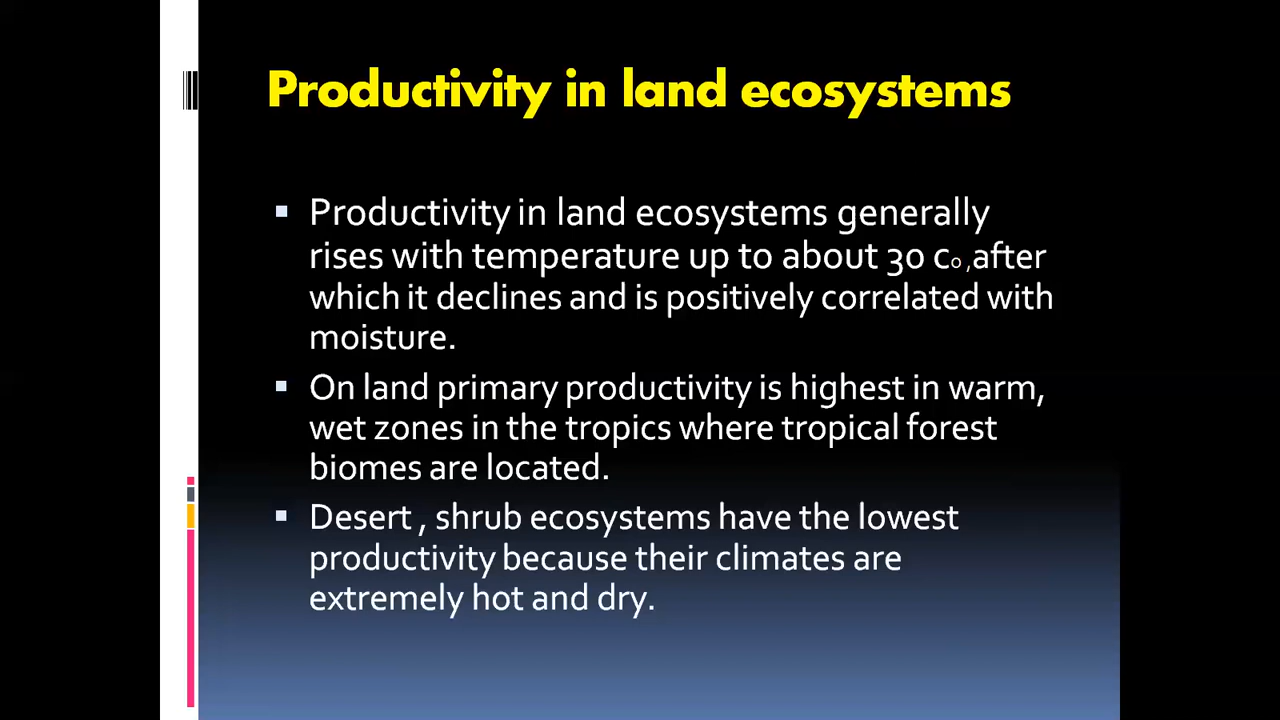 Productivity in land ecosystems
▪ Productivity in land ecosystems generally
rises with temperature up to about 30 co ,after
which it declines and is positively correlated with
moisture.
▪ On land primary productivity is highest in warm,
wet zones in the tropics where tropical forest
biomes are located.
▪ Desert , shrub ecosystems have the lowest
productivity because their climates are
extremely hot and dry.